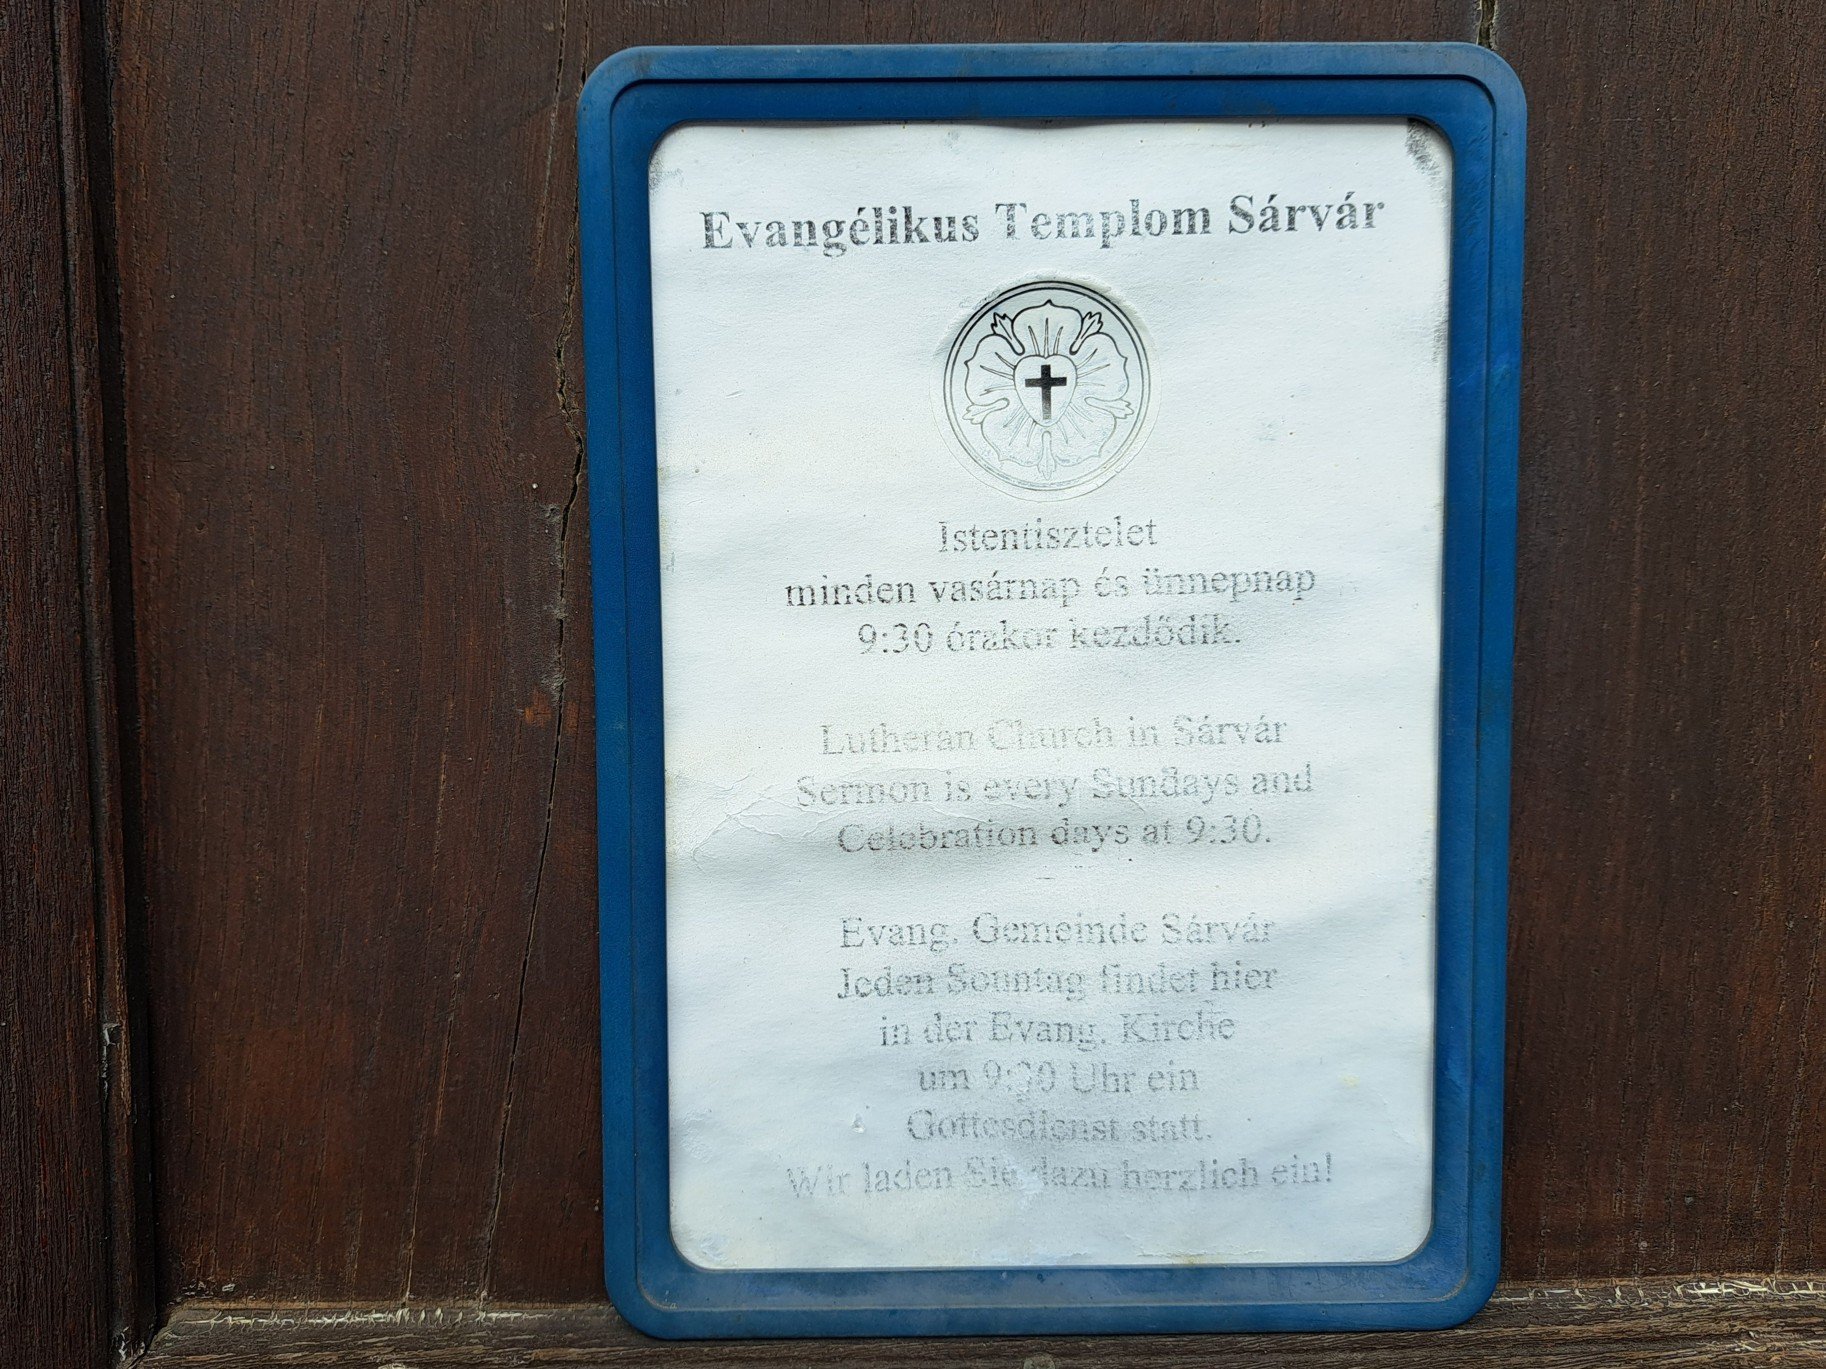 Evangélikus Templom Sárvár
Istentisztelet
minden vasárnap és ünnepnap
9:30 órakor kezdődik.
Lutherán Church in Sárvár
Sermon is every Sundays and
Celebration days at 9:30.
Evang. Gemeinde Sárvár
Jeden Sonntag findet hier
in der Evang. Kirche
um 9:30 Uhr ein
Gottesdienst statt.
Wir laden Sie dazu herzlich ein!